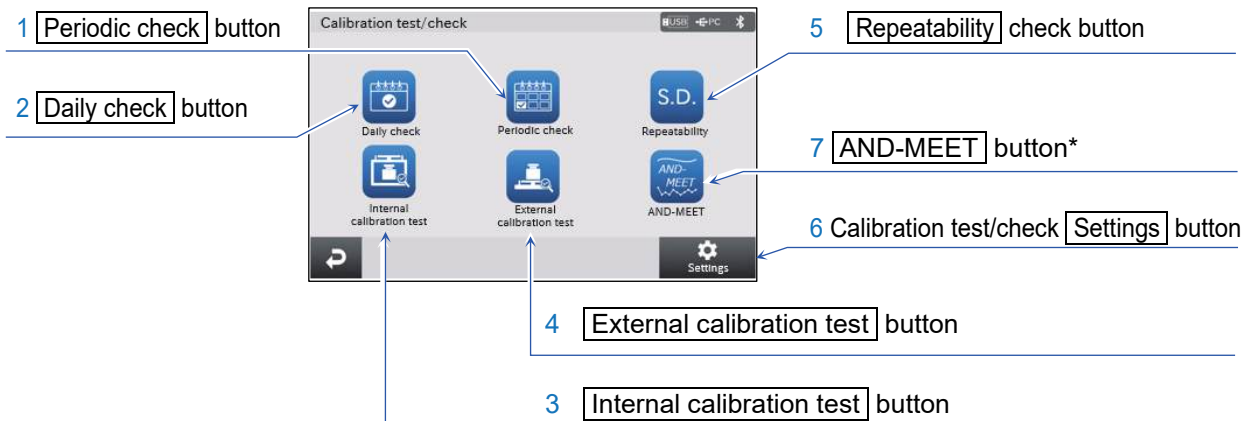 1 Periodic check button
2 Daily check button
Calibration test/check
USB PC
Daily check
Periodic check
S.D.
Repeatability
Internal
calibration test
External
calibration test
AND-
MEET
AND-MEET
Settings
5 Repeatability check button
7 AND-MEET button*
6 Calibration test/check Settings button
4 External calibration test button
3 Internal calibration test button